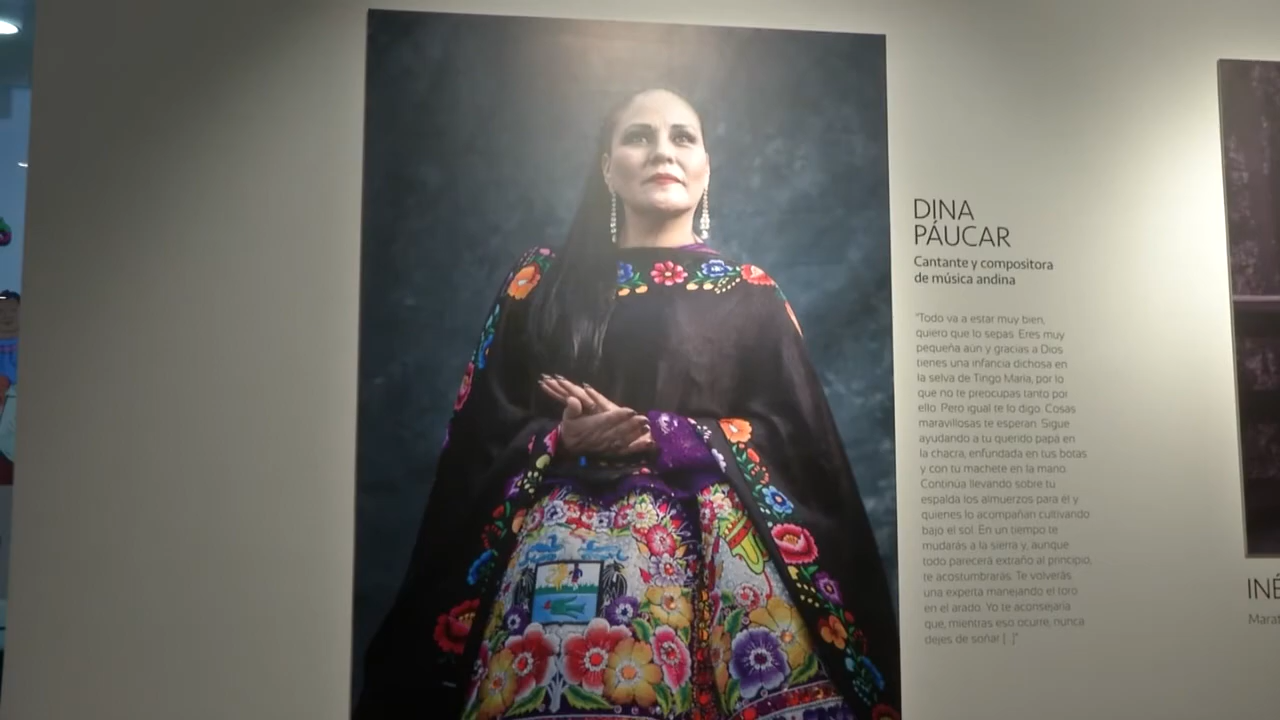 DINA
PÁUCAR
Cantante y compositora
de música andina
"Todo va a estar muy bien,
quiero que lo sepas. Eres muy
pequeña aún y gracias a Dios
tienes una infancia dichosa en
la selva de Tingo María, por lo
que no te preocupas tanto por
ello. Pero igual te lo digo. Cosas
maravillosas te esperan. Sigue
ayudando a tu querido papá en
la chacra, enfundada en tus botas
y con tu machete en la mano.
Continúa llevando sobre tu
espalda los almuerzos para él y
quienes lo acompañan cultivando
bajo el sol. En un tiempo te
mudarás a la sierra y, aunque
todo parecerá extraño al principio,
te acostumbrarás. Te volverás
una experta manejando el toro
en el arado. Yo te aconsejaría
que, mientras eso ocurre, nunca
dejes de soñar [...]"
INÉ
Marat